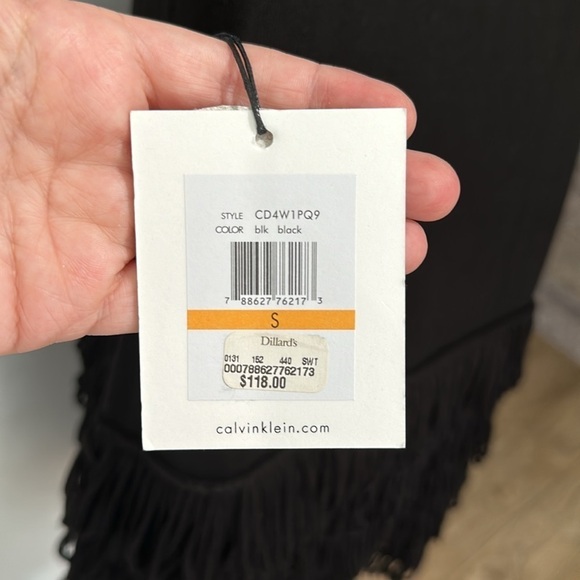 STYLE CD4W1PQ9
COLOR blk black
7 88627 76217 3
S
Dillard's
0131 152 440 SWT
000788627762173
$118.00
calvinklein.com